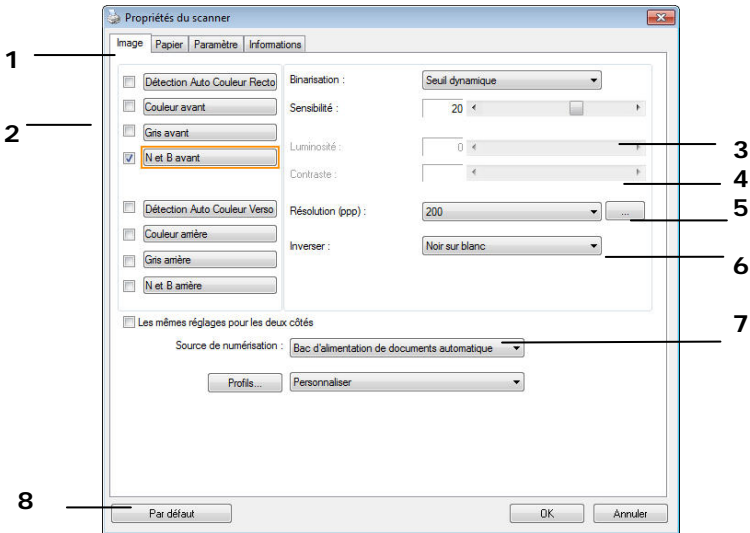 Propriétés du scanner
Image Papier Paramètre Informations
1
Détection Auto Couleur Recto
Binarisation :
Seuil dynamique
Couleur avant
Sensibilité :
20
2
Gris avant
N et B avant
Luminosité :
0
3
Contraste :
4
Détection Auto Couleur Verso
Résolution (ppp) :
200
...
5
Couleur arrière
Inverser :
Noir sur blanc
6
Gris arrière
N et B arrière
Les mêmes réglages pour les deux côtés
7
Source de numérisation :
Bac d'alimentation de documents automatique
Profils...
Personnaliser
8
Par défaut
OK
Annuler